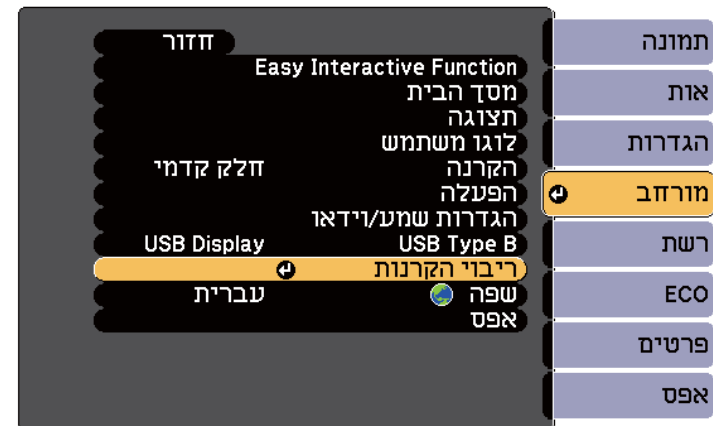 תמונה
אות
הגדרות
מורחב
רשת
ECO
פרטים
אפס
חזור
Easy Interactive Function
מסך הבית
תצוגה
לוגו משתמש
הקרנה חלק קדמי
הפעלה
הגדרות שמע/וידאו
USB Type B USB Display
ריבוי הקרנות
שפה עברית
אפס